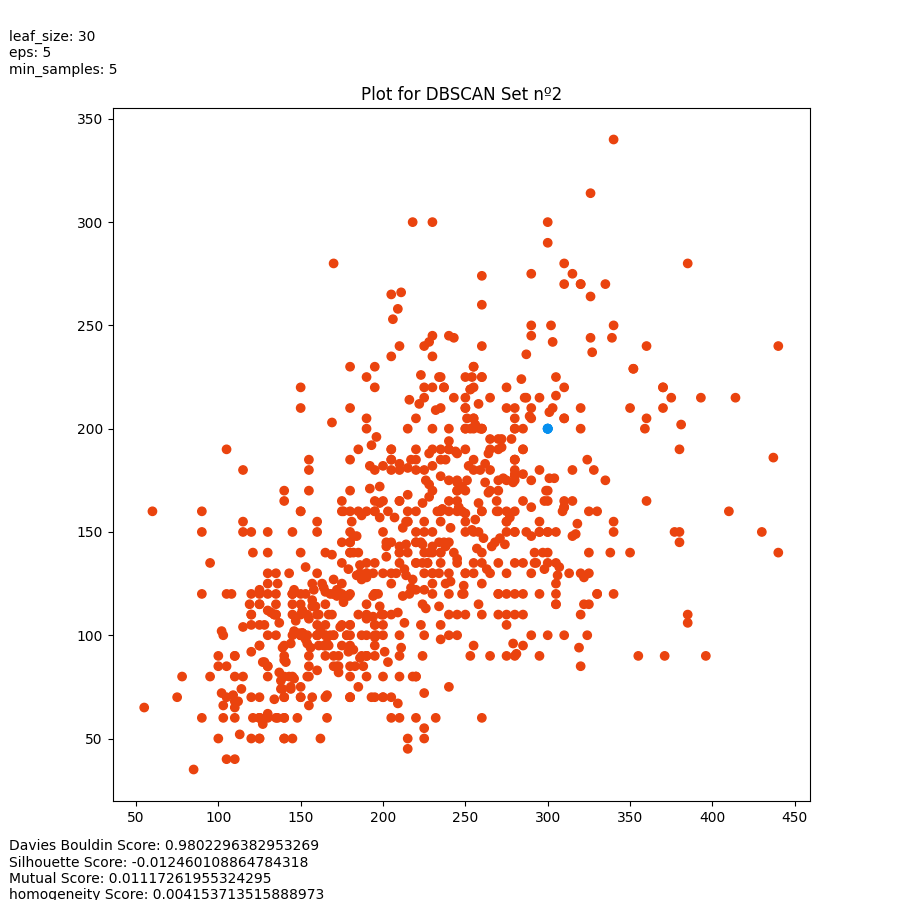 leaf_size: 30
eps: 5
min_samples: 5
Plot for DBSCAN Set nº2
350
300
250
200
150
100
50
50 100 150 200 250 300 350 400 450
Davies Bouldin Score: 0.9802296382953269
Silhouette Score: -0.012460108864784318
Mutual Score: 0.01117261955324295
homogeneity Score: 0.004153713515888973